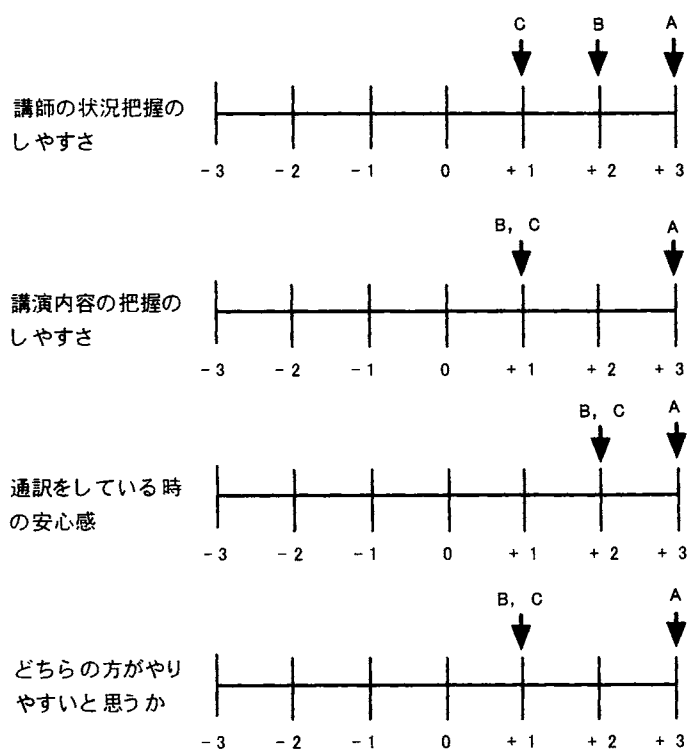 C B A
講師の状況把握の
しやすさ
-3 -2 -1 0 +1 +2 +3
B, C A
講演内容の把握の
しやすさ
-3 -2 -1 0 +1 +2 +3
B, C A
通訳をしている時
の安心感
-3 -2 -1 0 +1 +2 +3
B, C A
どちらの方がやり
やすいと思うか
-3 -2 -1 0 +1 +2 +3